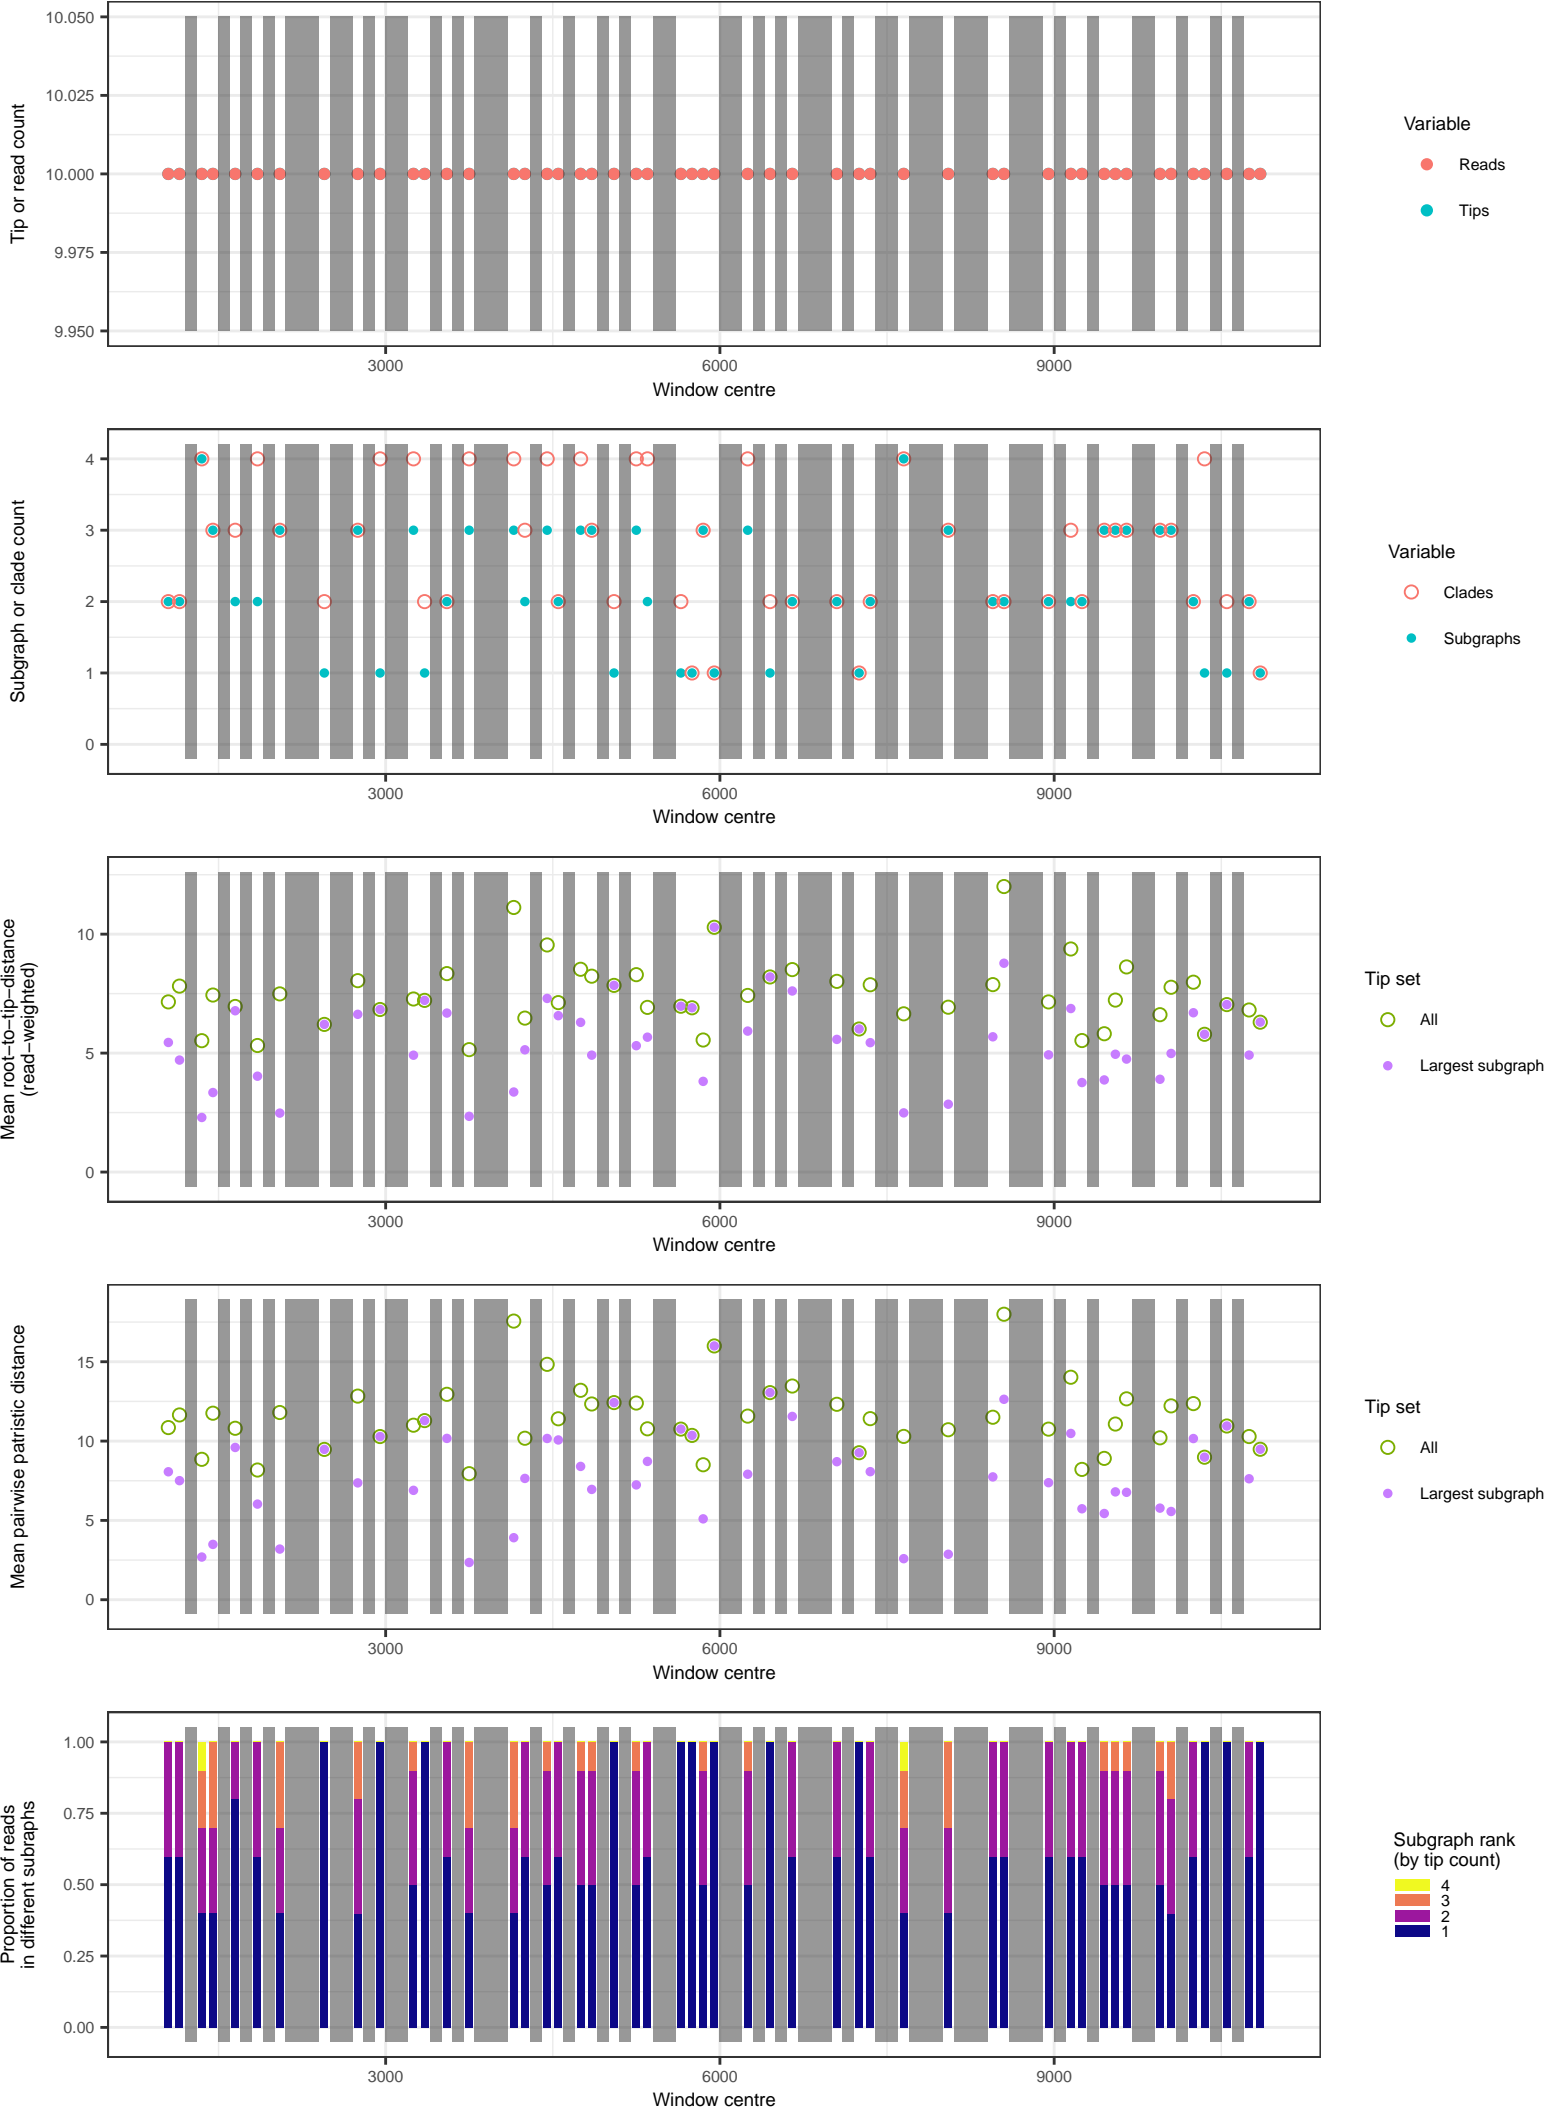 10.050
10.025
10.000
9.975
9.950
Tip or read count
3000
6000
9000
Window centre
Variable
Reads
Tips
4
3
2
1
0
Subgraph or clade count
3000
6000
9000
Window centre
Variable
Clades
Subgraphs
10
5
0
Mean root−to−tip−distance
(read−weighted)
3000
6000
9000
Window centre
Tip set
All
Largest subgraph
15
10
5
0
Mean pairwise patristic distance
3000
6000
9000
Window centre
Tip set
All
Largest subgraph
1.00
0.75
0.50
0.25
0.00
Proportion of reads
in different subraphs
3000
6000
9000
Window centre
Subgraph rank
(by tip count)
4
3
2
1